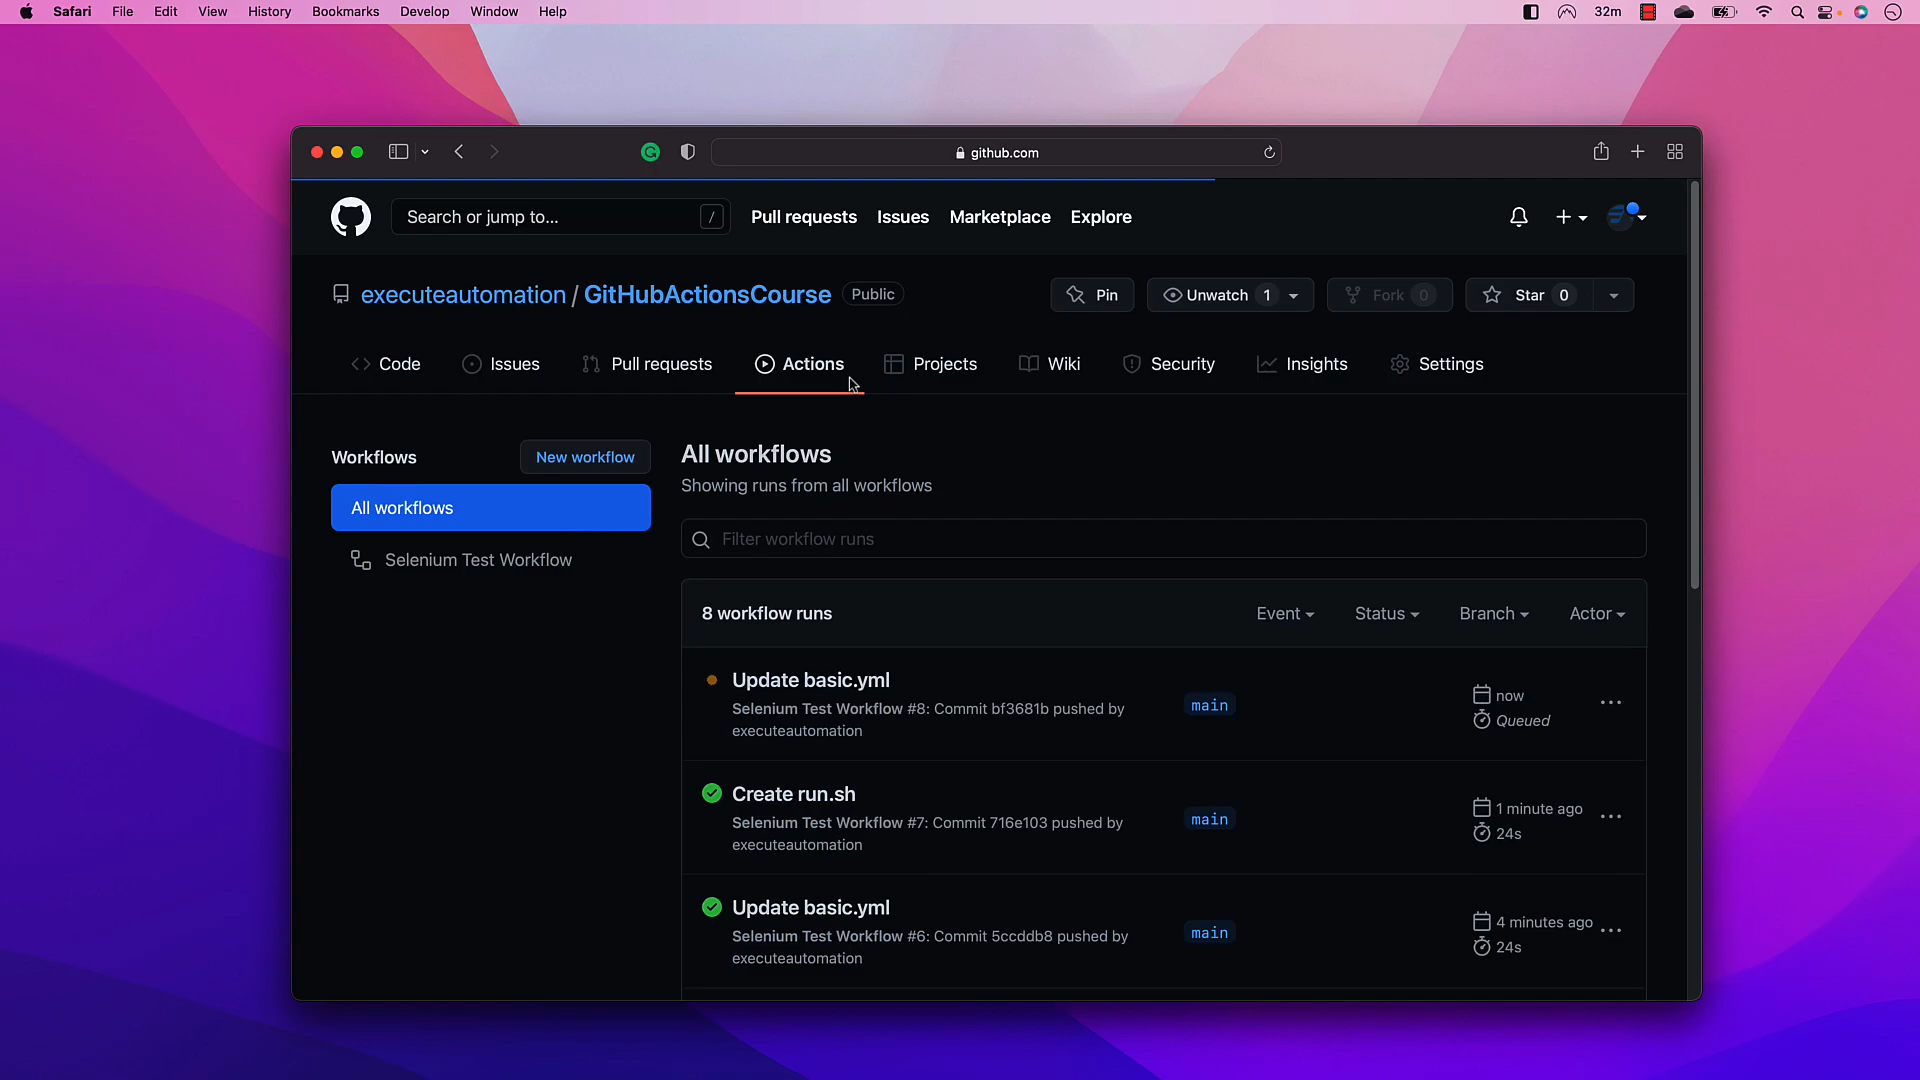 Safari File Edit View History Bookmarks Develop Window Help 32m
github.com
Search or jump to... / Pull requests Issues Marketplace Explore
executeautomation / GitHubActionsCourse Public Pin Unwatch 1 Fork 0 Star 0
Code Issues Pull requests Actions Projects Wiki Security Insights Settings
Workflows New workflow
All workflows
Selenium Test Workflow
All workflows
Showing runs from all workflows
Filter workflow runs
8 workflow runs Event Status Branch Actor
Update basic.yml
Selenium Test Workflow #8: Commit bf3681b pushed by
executeautomation
main
now
Queued
Create run.sh
Selenium Test Workflow #7: Commit 716e103 pushed by
executeautomation
main
1 minute ago
24s
Update basic.yml
Selenium Test Workflow #6: Commit 5ccddb8 pushed by
executeautomation
main
4 minutes ago
24s